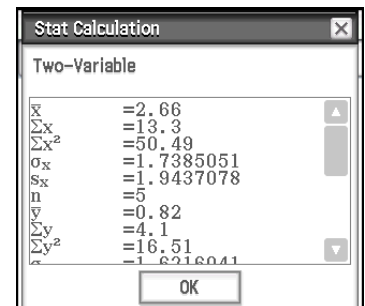 Stat Calculation
Two-Variable
x̄ =2.66
Σx =13.3
Σx² =50.49
σx =1.7385051
sx =1.9437078
n =5
ȳ =0.82
Σy =4.1
Σy² =16.51
OK